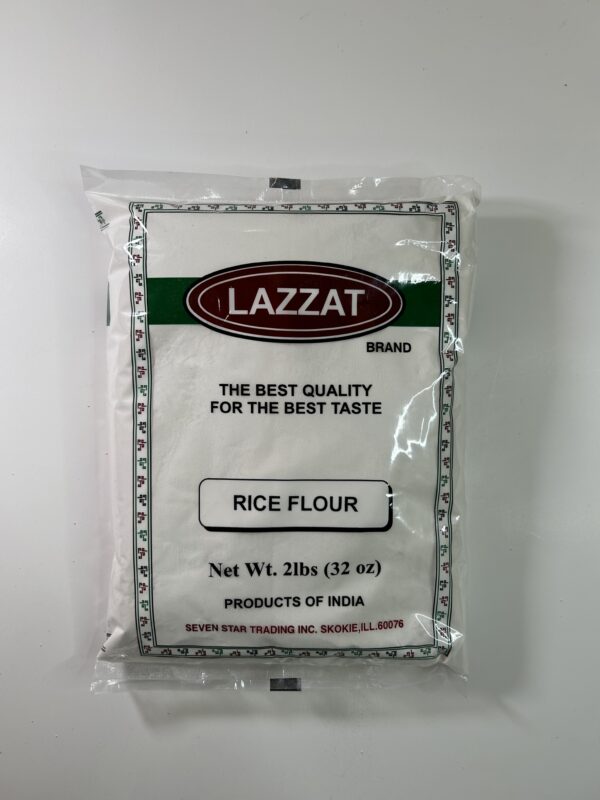 LAZZAT
BRAND
THE BEST QUALITY
FOR THE BEST TASTE
RICE FLOUR
Net Wt. 2lbs (32 oz)
PRODUCTS OF INDIA
SEVEN STAR TRADING INC. SKOKIE,ILL.60076